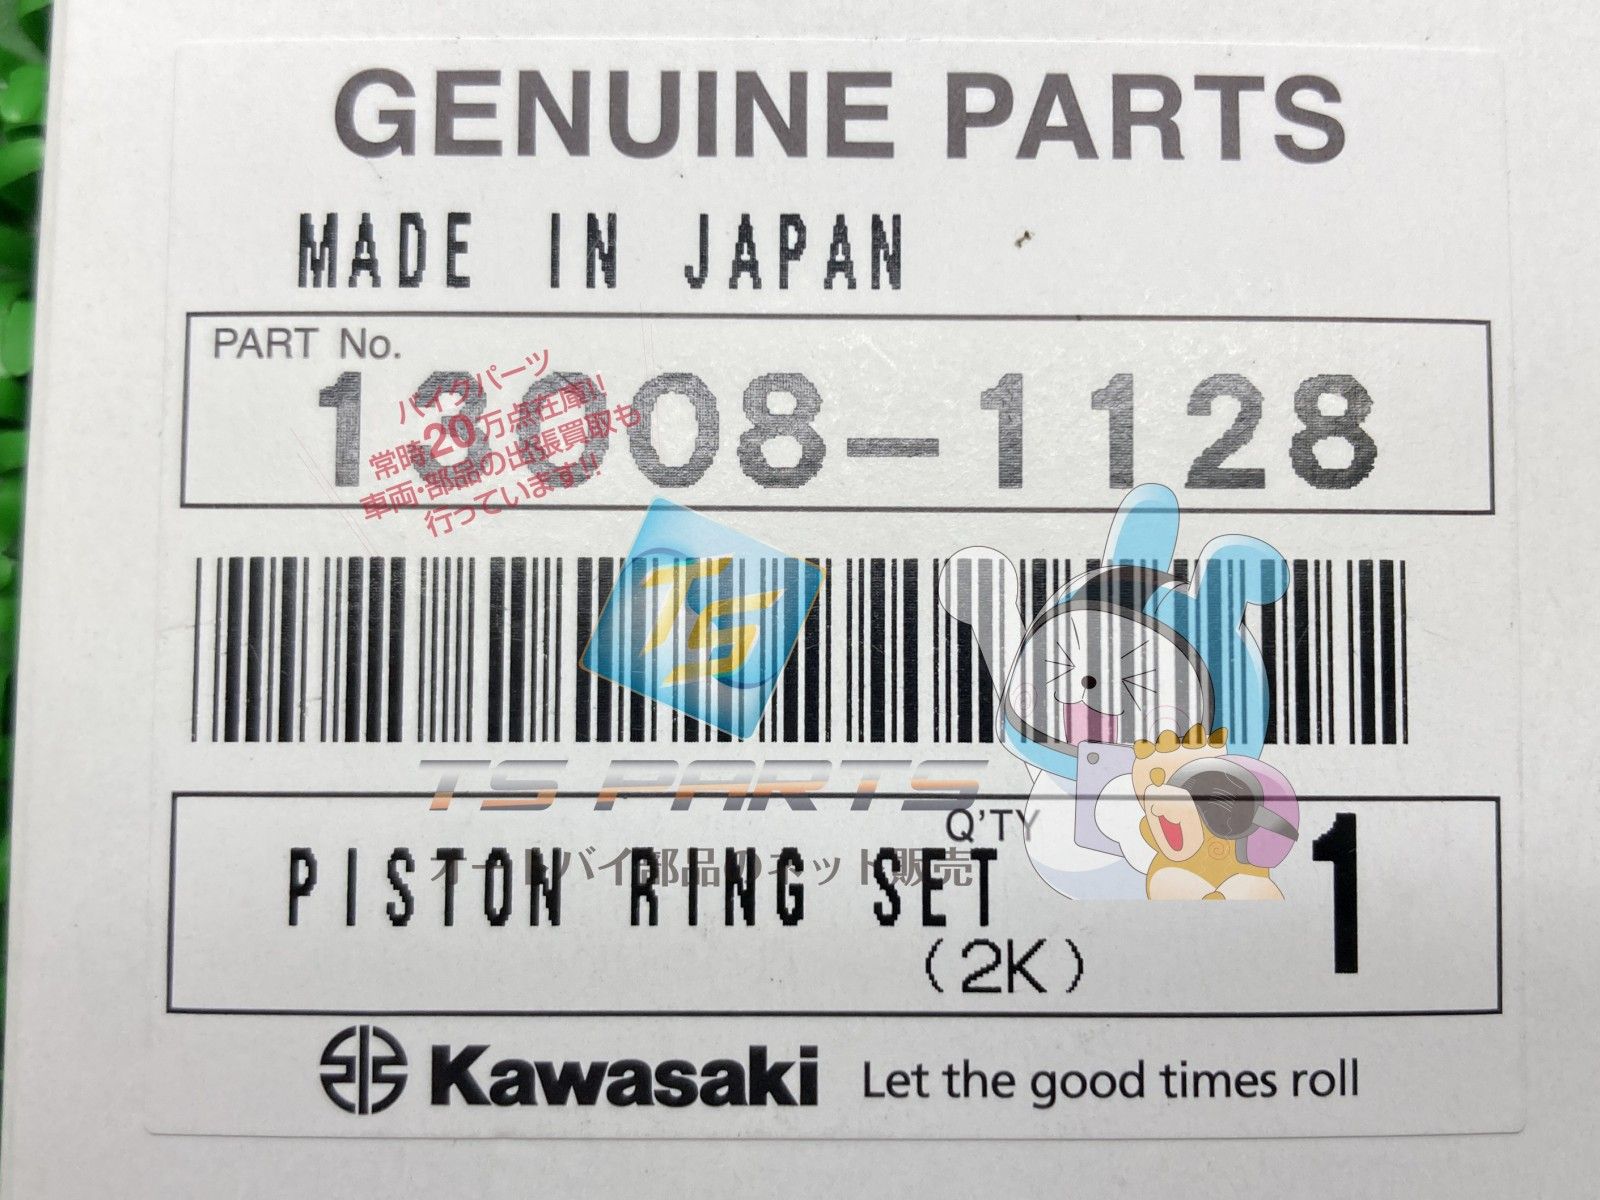 GENUINE PARTS
MADE IN JAPAN
PART No.
13008-1128
バイクパーツ
常時20万点在庫!!
車両・部品の出張買取も
行っています!!
TS
TS PARTS
オートバイ部品のネット販売
Q'TY
PISTON RING SET 1
(2K)
Kawasaki Let the good times roll